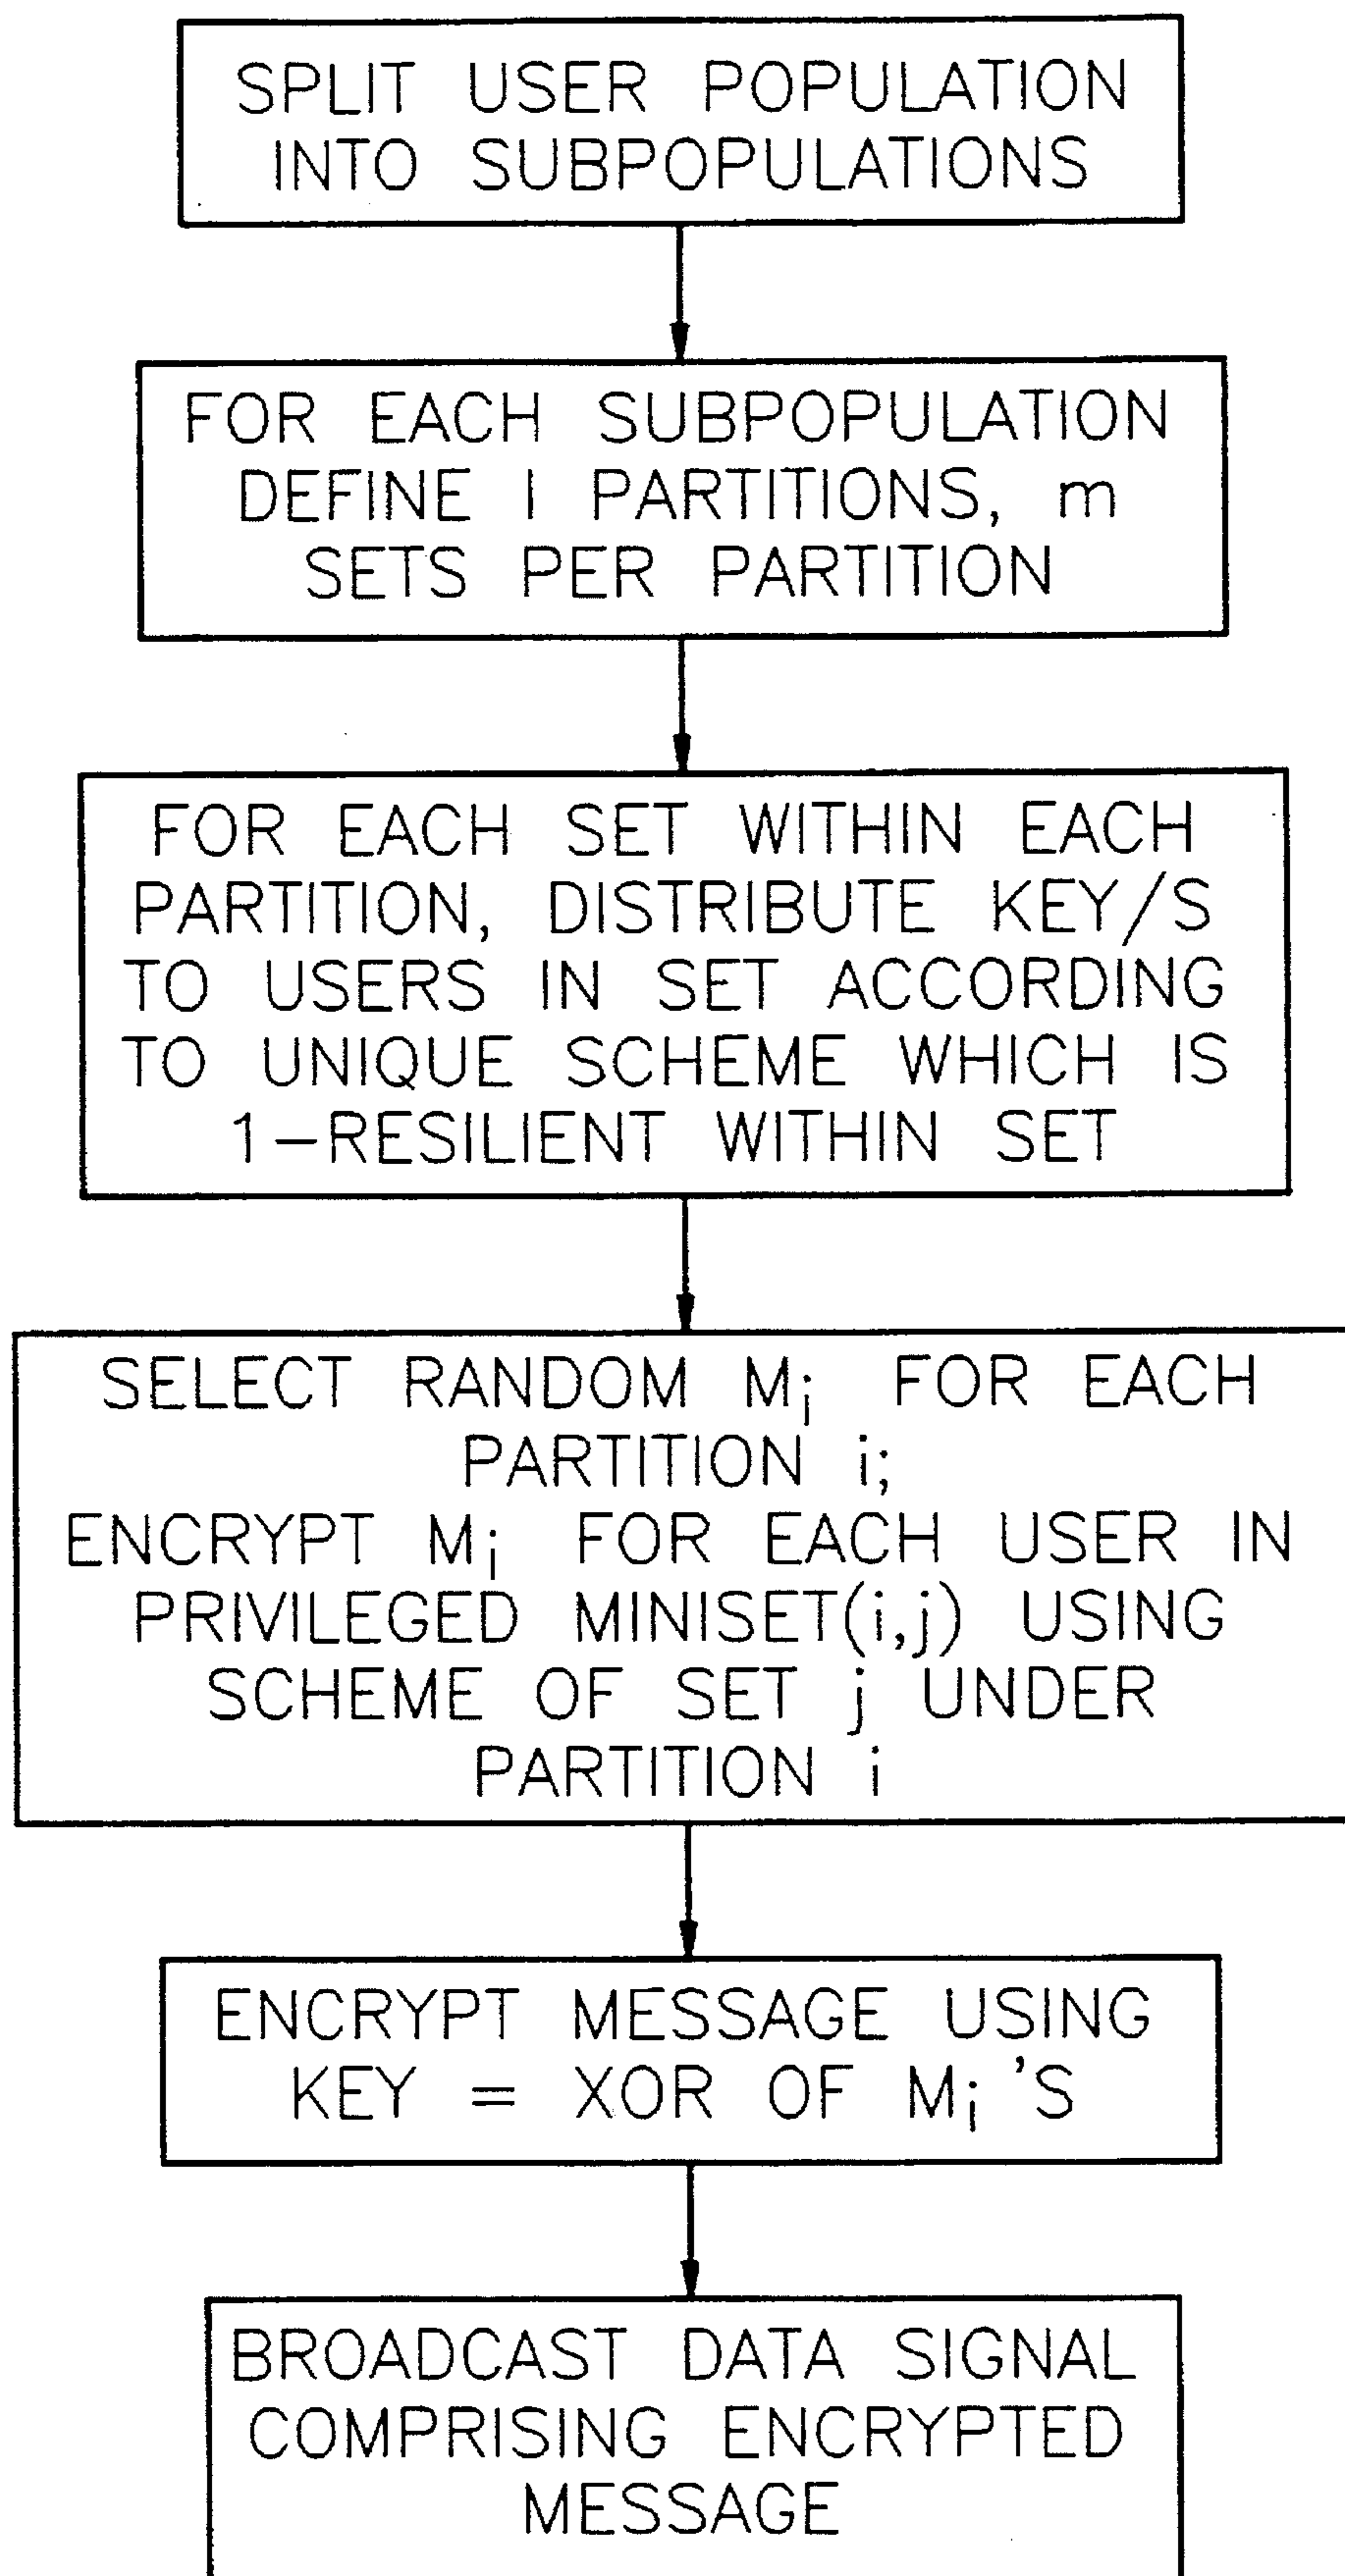 SPLIT USER POPULATION
INTO SUBPOPULATIONS
FOR EACH SUBPOPULATION
DEFINE l PARTITIONS, m
SETS PER PARTITION
FOR EACH SET WITHIN EACH
PARTITION, DISTRIBUTE KEY/S
TO USERS IN SET ACCORDING
TO UNIQUE SCHEME WHICH IS
1-RESILIENT WITHIN SET
SELECT RANDOM Mi FOR EACH
PARTITION i;
ENCRYPT Mi FOR EACH USER IN
PRIVILEGED MINISET(i,j) USING
SCHEME OF SET j UNDER
PARTITION i
ENCRYPT MESSAGE USING
KEY = XOR OF Mi 'S
BROADCAST DATA SIGNAL
COMPRISING ENCRYPTED
MESSAGE